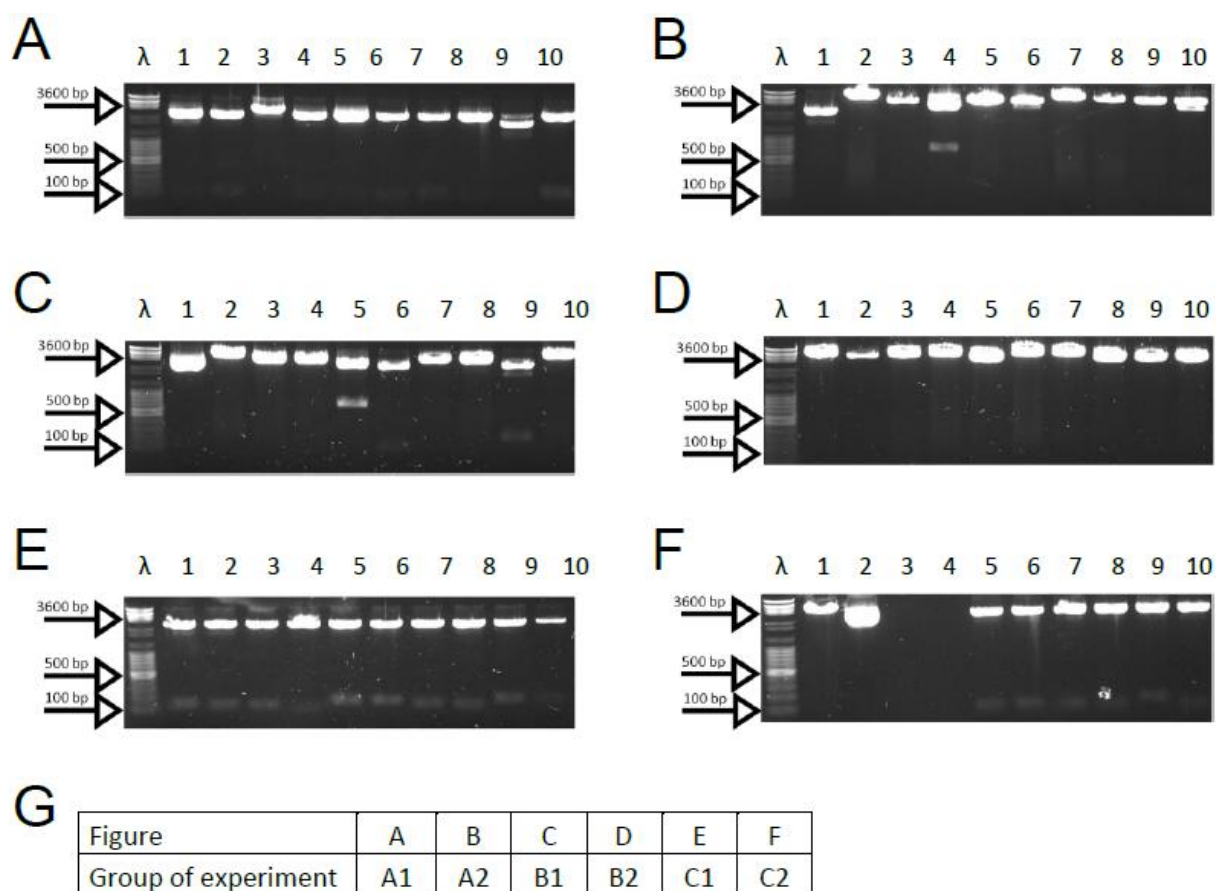 A
λ 1 2 3 4 5 6 7 8 9 10
3600 bp
500 bp
100 bp
B
λ 1 2 3 4 5 6 7 8 9 10
3600 bp
500 bp
100 bp
C
λ 1 2 3 4 5 6 7 8 9 10
3600 bp
500 bp
100 bp
D
λ 1 2 3 4 5 6 7 8 9 10
3600 bp
500 bp
100 bp
E
λ 1 2 3 4 5 6 7 8 9 10
3600 bp
500 bp
100 bp
F
λ 1 2 3 4 5 6 7 8 9 10
3600 bp
500 bp
100 bp
G
Figure A B C D E F
Group of experiment A1 A2 B1 B2 C1 C2